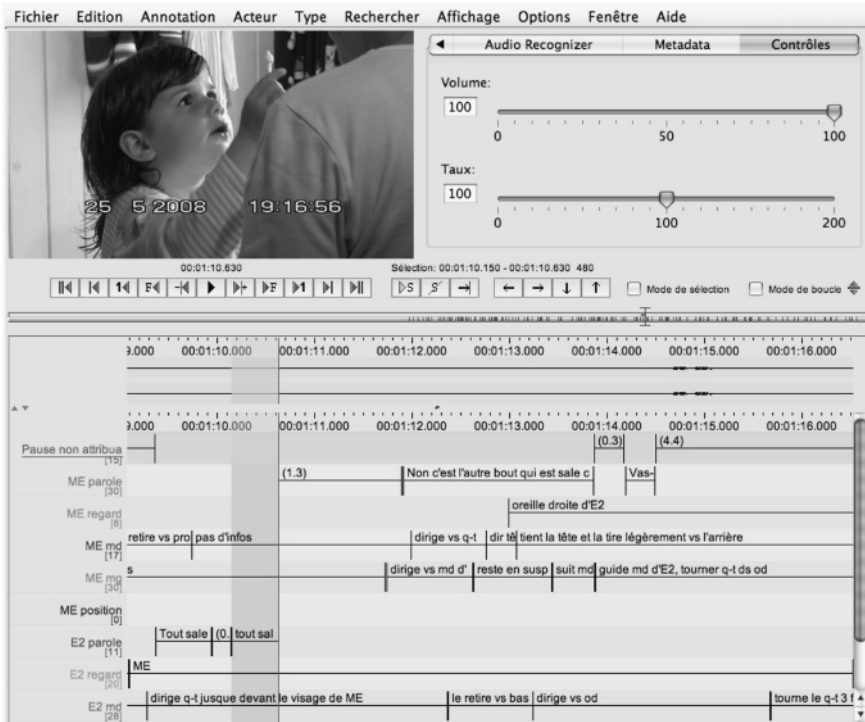 Fichier Edition Annotation Acteur Type Rechercher Affichage Options Fenêtre Aide
Audio Recognizer Metadata Contrôles
Volume:
100
0 50 100
Taux:
100
0 100 200
25 5 2008 19:16:56
00:01:10.630 Sélection: 00:01:10.150 - 00:01:10.630 480
1 F F 1 S S Mode de sélection Mode de boucle
9.000 00:01:10.000 00:01:11.000 00:01:12.000 00:01:13.000 00:01:14.000 00:01:15.000 00:01:16.000
9.000 00:01:10.000 00:01:11.000 00:01:12.000 00:01:13.000 00:01:14.000 00:01:15.000 00:01:16.000
Pause non attribua [15] (0.3) (4.4)
ME parole [30] (1.3) Non c'est l'autre bout qui est sale c Vas-
ME regard [8] oreille droite d'E2
ME md [17] retire vs pro pas d'infos dirige vs q-t dir tê tient la tête et la tire légèrement vs l'arrière
ME mg [30] s dirige vs md d' reste en susp suit md guide md d'E2, tourner q-t ds od
ME position [0]
E2 parole [11] Tout sale (0. tout sal
E2 regard [20] ME
E2 md [28] dirige q-t jusque devant le visage de ME le retire vs bas dirige vs od tourne le q-t 3 f